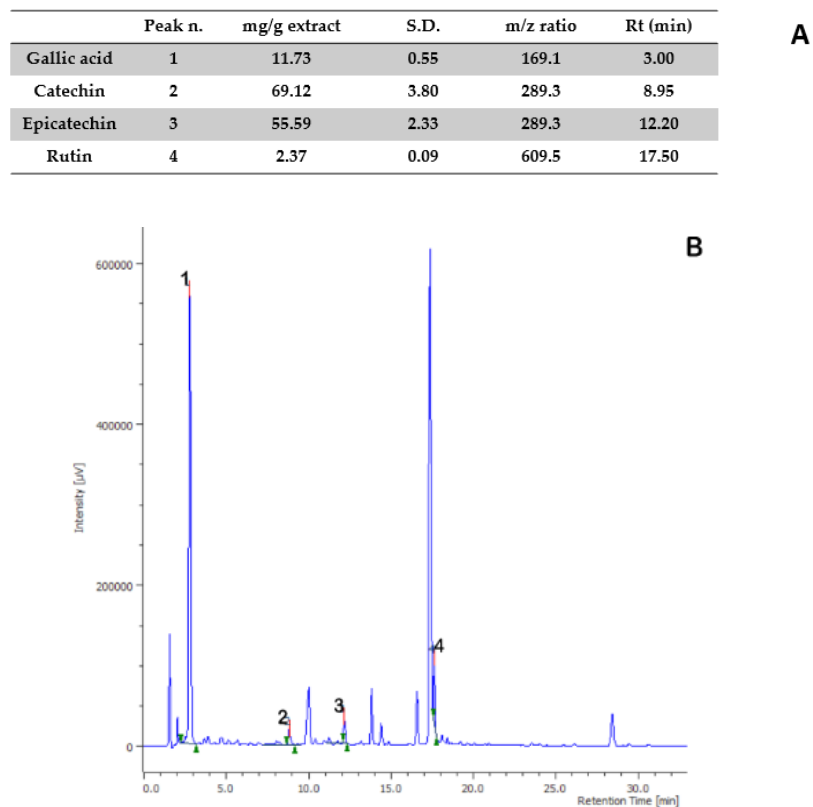 Peak n. mg/g extract S.D. m/z ratio Rt (min)
A
Gallic acid 1 11.73 0.55 169.1 3.00
Catechin 2 69.12 3.80 289.3 8.95
Epicatechin 3 55.59 2.33 289.3 12.20
Rutin 4 2.37 0.09 609.5 17.50
B
600000
1
400000
Intensity [µV]
200000
4
3
2
0
0.0 5.0 10.0 15.0 20.0 25.0 30.0
Retention Time [min]